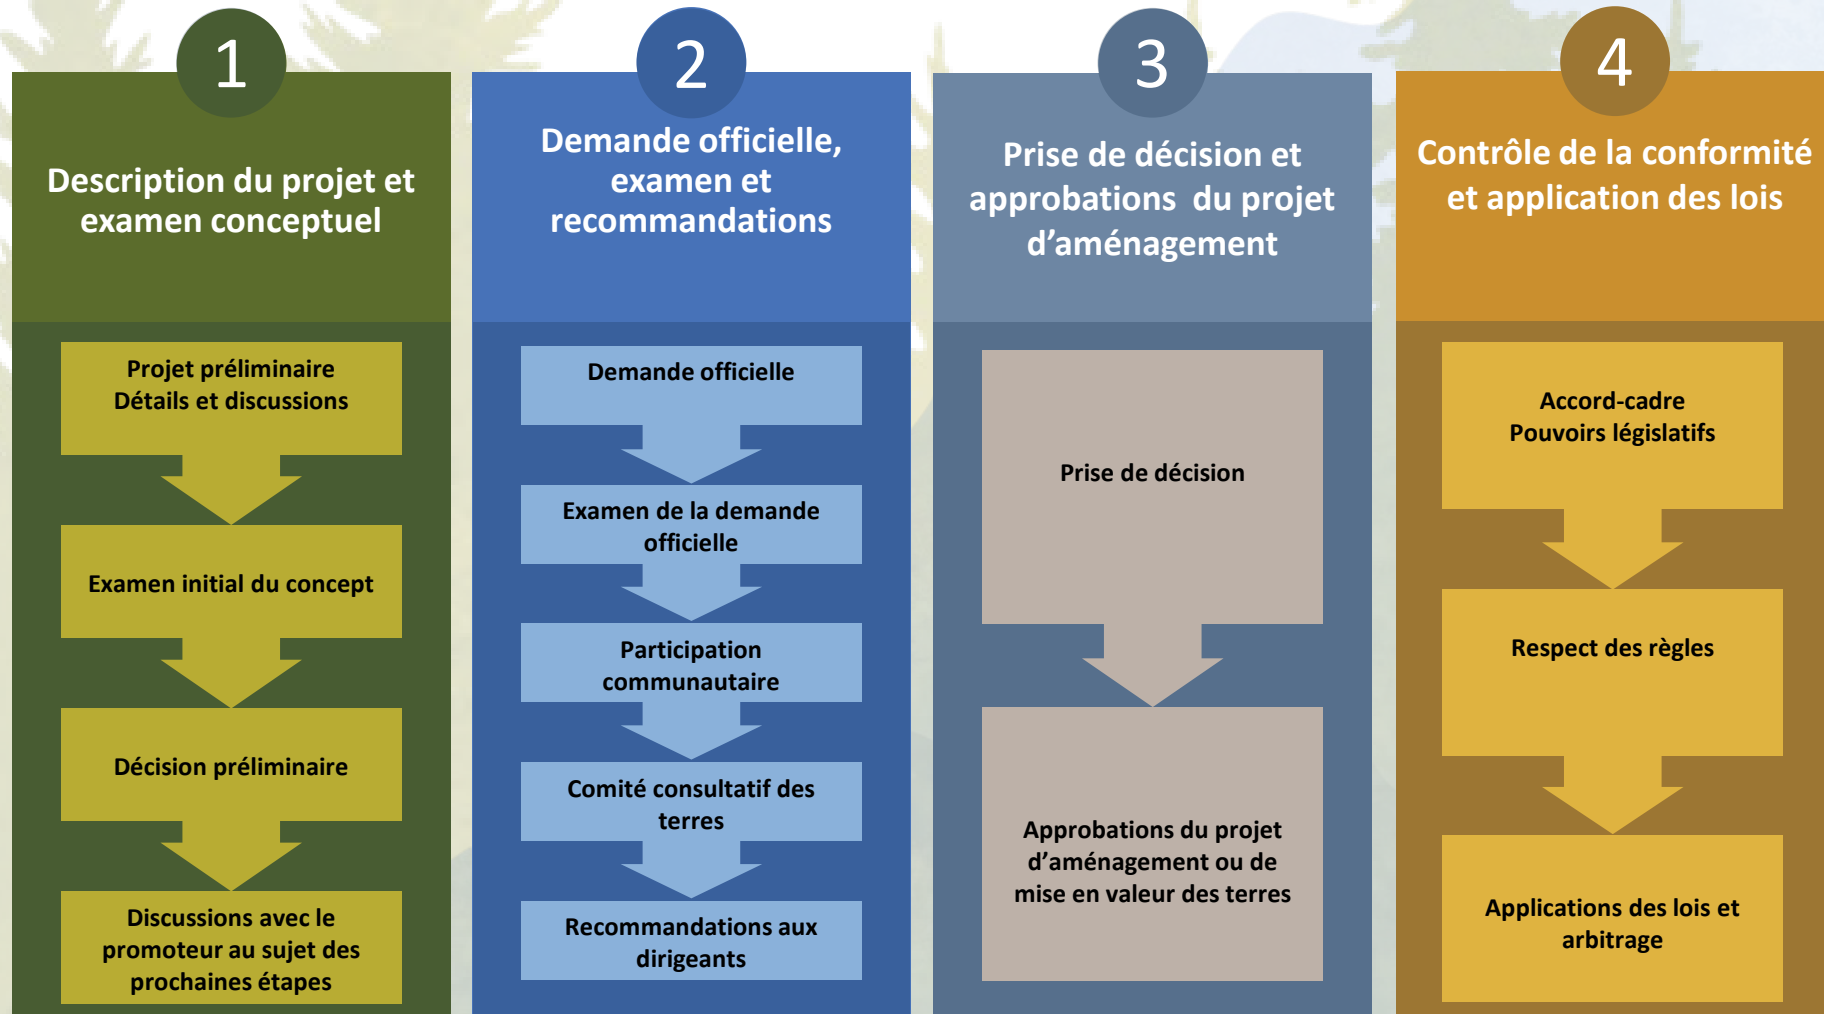 1
Description du projet et
examen conceptuel
Projet préliminaire
Détails et discussions
Examen initial du concept
Décision préliminaire
Discussions avec le
promoteur au sujet des
prochaines étapes
2
Demande officielle,
examen et
recommandations
Demande officielle
Examen de la demande
officielle
Participation
communautaire
Comité consultatif des
terres
Recommandations aux
dirigeants
3
Prise de décision et
approbations du projet
d’aménagement
Prise de décision
Approbations du projet
d’aménagement ou de
mise en valeur des terres
4
Contrôle de la conformité
et application des lois
Accord-cadre
Pouvoirs législatifs
Respect des règles
Applications des lois et
arbitrage